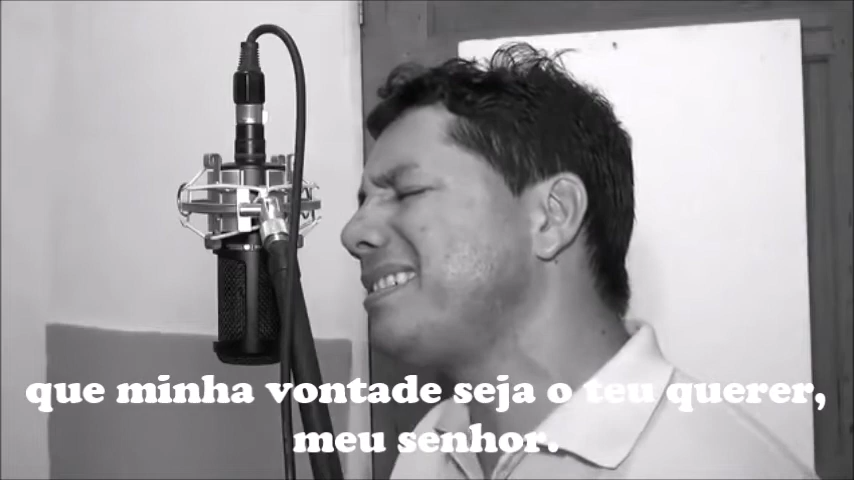 que minha vontade seja o teu querer,
meu senhor.